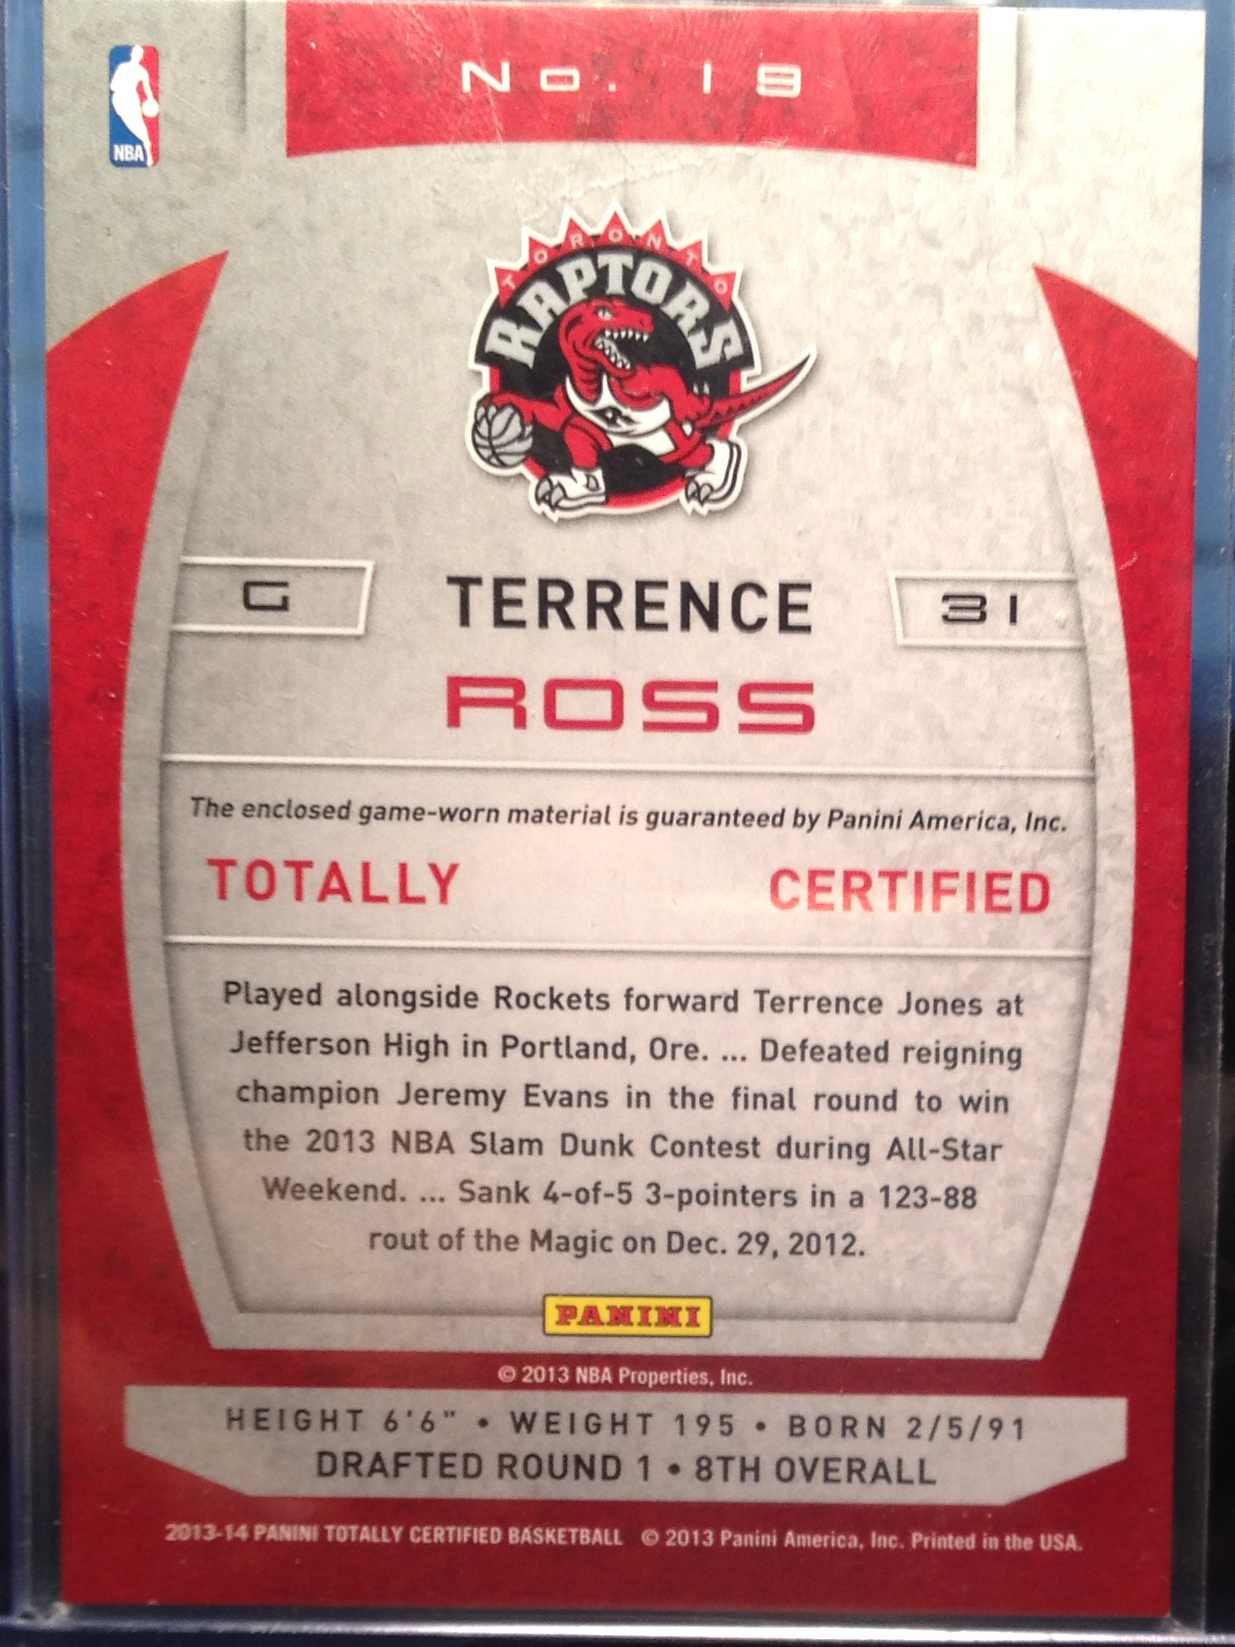 No. 19
NBA
TORONTO
RAPTORS
G
TERRENCE
31
ROSS
The enclosed game-worn material is guaranteed by Panini America, Inc.
TOTALLY CERTIFIED
Played alongside Rockets forward Terrence Jones at
Jefferson High in Portland, Ore. ... Defeated reigning
champion Jeremy Evans in the final round to win
the 2013 NBA Slam Dunk Contest during All-Star
Weekend. ... Sank 4-of-5 3-pointers in a 123-88
rout of the Magic on Dec. 29, 2012.
PANINI
© 2013 NBA Properties, Inc.
HEIGHT 6'6" • WEIGHT 195 • BORN 2/5/91
DRAFTED ROUND 1 • 8TH OVERALL
2013-14 PANINI TOTALLY CERTIFIED BASKETBALL © 2013 Panini America, Inc. Printed in the USA.